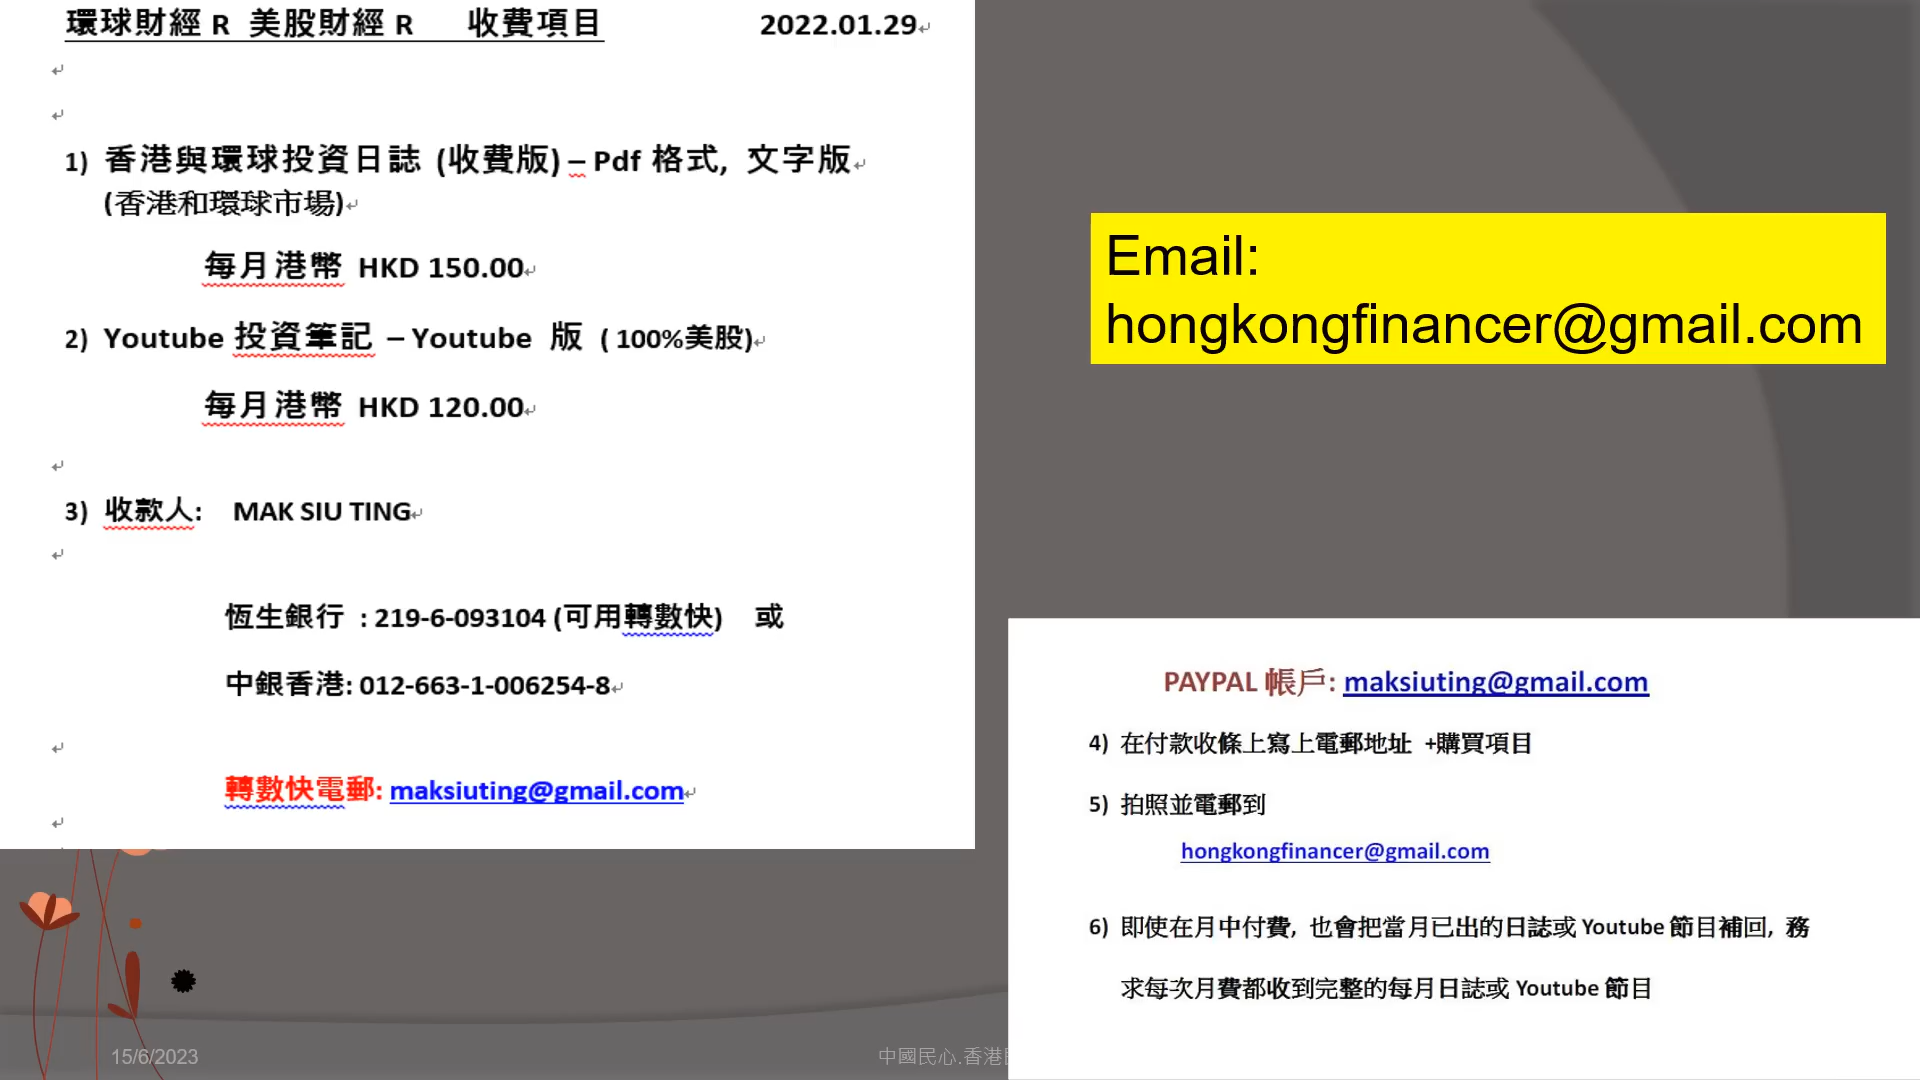 環球財經 R 美股財經 R 收費項目 2022.01.29
1) 香港與環球投資日誌 (收費版) – Pdf 格式, 文字版
(香港和環球市場)
每月港幣 HKD 150.00
2) Youtube 投資筆記 – Youtube 版 ( 100%美股)
每月港幣 HKD 120.00
3) 收款人: MAK SIU TING
恆生銀行 : 219-6-093104 (可用轉數快) 或
中銀香港: 012-663-1-006254-8
轉數快電郵: maksiuting@gmail.com
Email:
hongkongfinancer@gmail.com
PAYPAL 帳戶: maksiuting@gmail.com
4) 在付款收條上寫上電郵地址 +購買項目
5) 拍照並電郵到
hongkongfinancer@gmail.com
6) 即使在月中付費, 也會把當月已出的日誌或 Youtube 節目補回, 務
求每次月費都收到完整的每月日誌或 Youtube 節目
15/6/2023
中國民心.香港